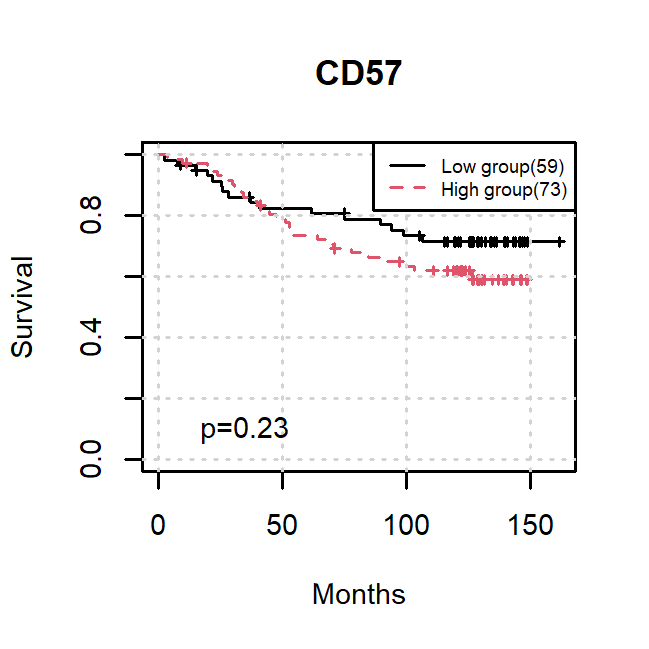 CD57
Low group(59)
High group(73)
Survival
0.8
0.4
0.0
p=0.23
0 50 100 150
Months